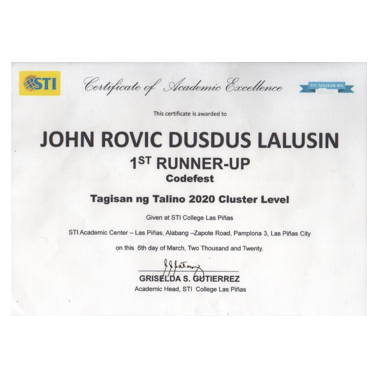 STI
Certificate of Academic Excellence
This certificate is awarded to
JOHN ROVIC DUSDUS LALUSIN
1ST RUNNER-UP
Codefest
Tagisan ng Talino 2020 Cluster Level
Given at STI College Las Piñas
STI Academic Center – Las Piñas, Alabang –Zapote Road, Pamplona 3, Las Piñas City
on this 6th day of March, Two Thousand and Twenty.
GRISELDA S. GUTIERREZ
Academic Head, STI College Las Piñas